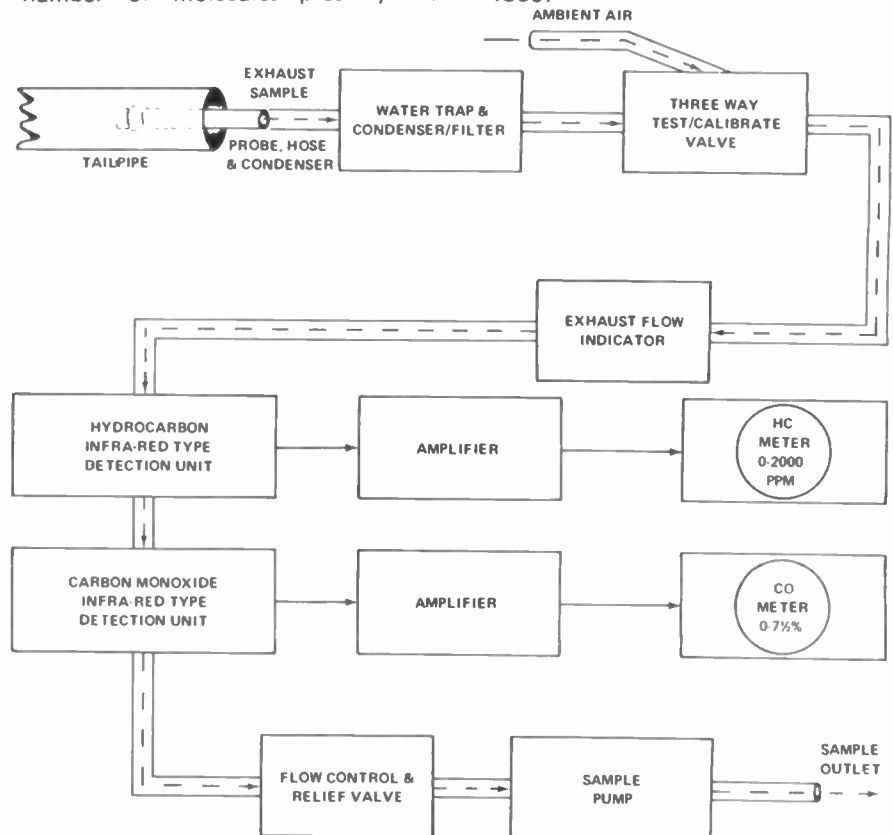 AMBIENT AIR
EXHAUST
SAMPLE
PROBE, HOSE
& CONDENSER
TAILPIPE
WATER TRAP &
CONDENSER/FILTER
THREE WAY
TEST/CALIBRATE
VALVE
EXHAUST FLOW
INDICATOR
HYDROCARBON
INFRA-RED TYPE
DETECTION UNIT
AMPLIFIER
HC
METER
0-2000
PPM
CARBON MONOXIDE
INFRA-RED TYPE
DETECTION UNIT
AMPLIFIER
CO
METER
0-7½%
FLOW CONTROL &
RELIEF VALVE
SAMPLE
PUMP
SAMPLE
OUTLET